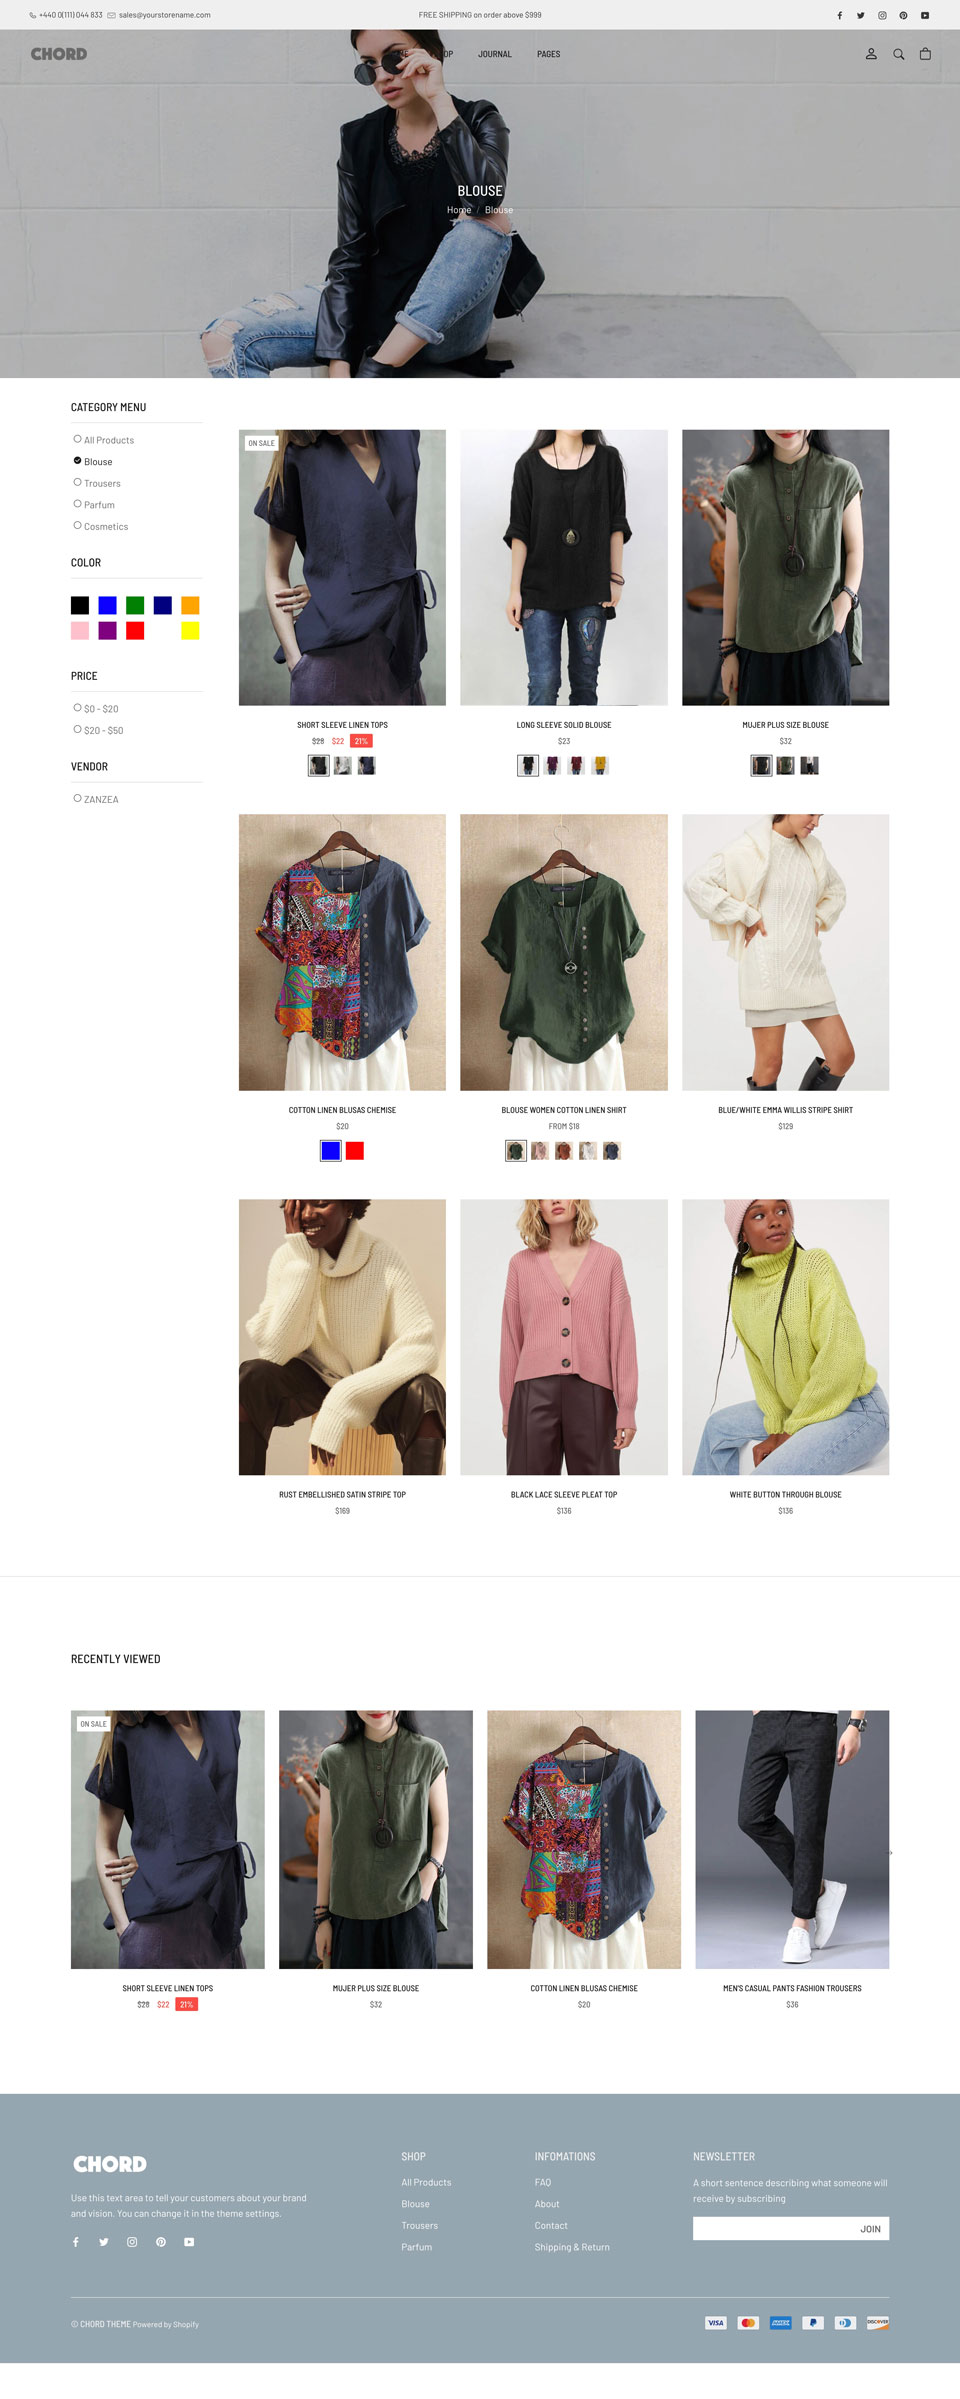 +440 0(111) 044 833 sales@yourstorename.com FREE SHIPPING on order above $999
CHORD JOURNAL PAGES
BLOUSE
Home / Blouse
CATEGORY MENU
All Products
Blouse
Trousers
Parfum
Cosmetics
COLOR
PRICE
$0 - $20
$20 - $50
VENDOR
ZANZEA
ON SALE
SHORT SLEEVE LINEN TOPS
$28 $22 21%
LONG SLEEVE SOLID BLOUSE
$23
MUJER PLUS SIZE BLOUSE
$32
COTTON LINEN BLUSAS CHEMISE
$20
BLOUSE WOMEN COTTON LINEN SHIRT
FROM $18
BLUE/WHITE EMMA WILLIS STRIPE SHIRT
$129
RUST EMBELLISHED SATIN STRIPE TOP
$169
BLACK LACE SLEEVE PLEAT TOP
$136
WHITE BUTTON THROUGH BLOUSE
$136
RECENTLY VIEWED
ON SALE
SHORT SLEEVE LINEN TOPS
$28 $22 21%
MUJER PLUS SIZE BLOUSE
$32
COTTON LINEN BLUSAS CHEMISE
$20
MEN'S CASUAL PANTS FASHION TROUSERS
$36
CHORD
Use this text area to tell your customers about your brand
and vision. You can change it in the theme settings.
SHOP
All Products
Blouse
Trousers
Parfum
INFOMATIONS
FAQ
About
Contact
Shipping & Return
NEWSLETTER
A short sentence describing what someone will
receive by subscribing
JOIN
© CHORD THEME Powered by Shopify
VISA
DISCOVER